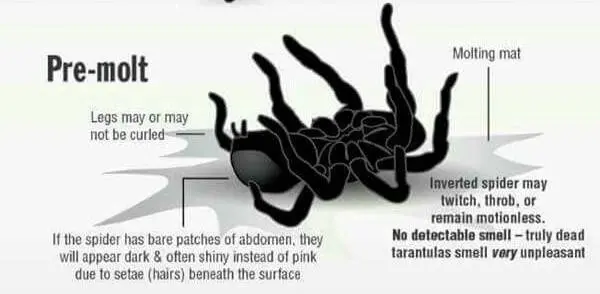 Pre-molt
Molting mat
Legs may or may
not be curled
Inverted spider may
twitch, throb, or
remain motionless.
No detectable smell – truly dead
tarantulas smell very unpleasant
If the spider has bare patches of abdomen, they
will appear dark & often shiny instead of pink
due to setae (hairs) beneath the surface